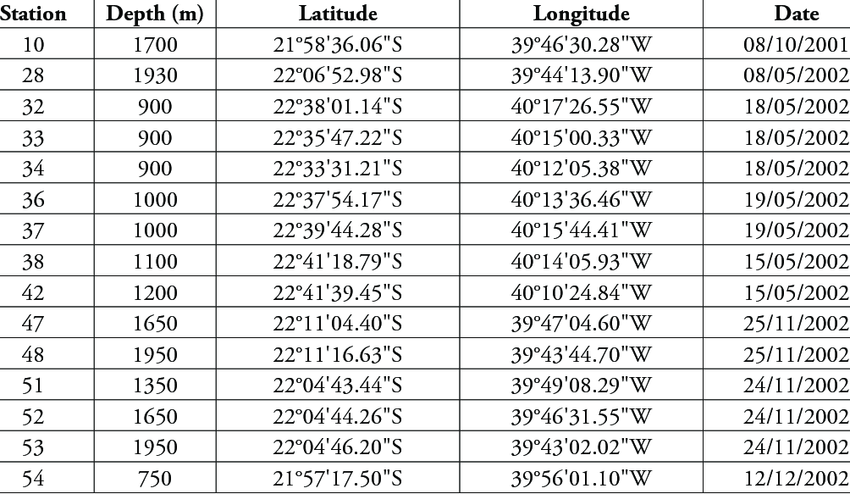 Station Depth (m) Latitude Longitude Date
10 1700 21°58'36.06"S 39°46'30.28"W 08/10/2001
28 1930 22°06'52.98"S 39°44'13.90"W 08/05/2002
32 900 22°38'01.14"S 40°17'26.55"W 18/05/2002
33 900 22°35'47.22"S 40°15'00.33"W 18/05/2002
34 900 22°33'31.21"S 40°12'05.38"W 18/05/2002
36 1000 22°37'54.17"S 40°13'36.46"W 19/05/2002
37 1000 22°39'44.28"S 40°15'44.41"W 19/05/2002
38 1100 22°41'18.79"S 40°14'05.93"W 15/05/2002
42 1200 22°41'39.45"S 40°10'24.84"W 15/05/2002
47 1650 22°11'04.40"S 39°47'04.60"W 25/11/2002
48 1950 22°11'16.63"S 39°43'44.70"W 25/11/2002
51 1350 22°04'43.44"S 39°49'08.29"W 24/11/2002
52 1650 22°04'44.26"S 39°46'31.55"W 24/11/2002
53 1950 22°04'46.20"S 39°43'02.02"W 24/11/2002
54 750 21°57'17.50"S 39°56'01.10"W 12/12/2002